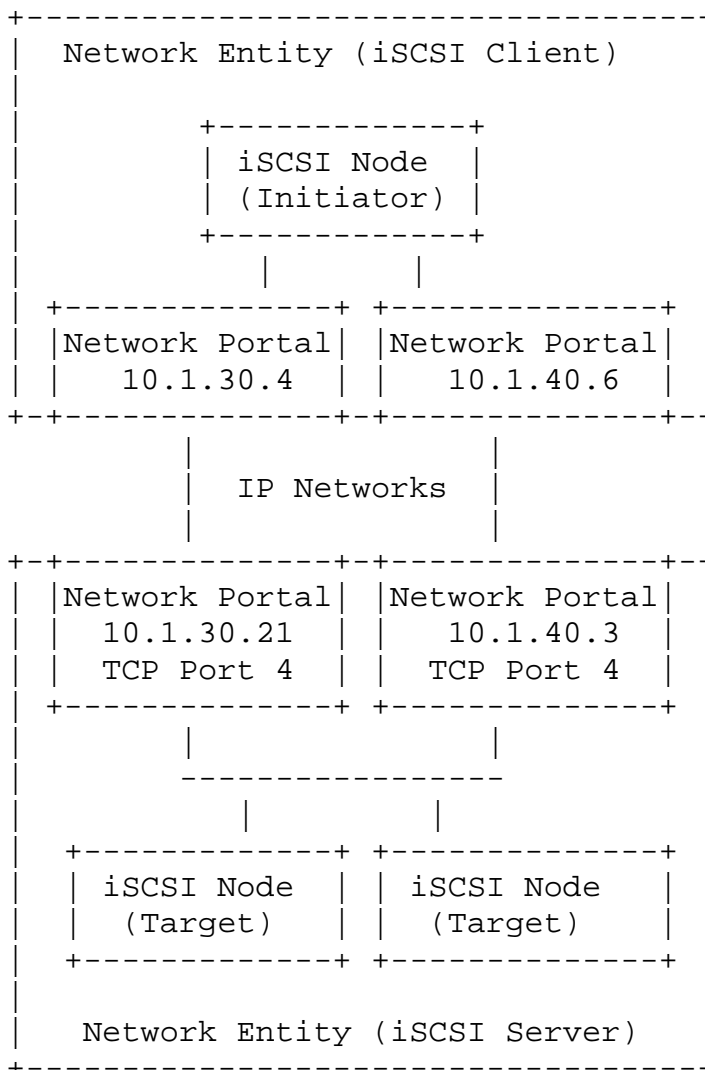 Network Entity (iSCSI Client)
iSCSI Node
(Initiator)
Network Portal Network Portal
10.1.30.4 10.1.40.6
IP Networks
Network Portal Network Portal
10.1.30.21 10.1.40.3
TCP Port 4 TCP Port 4
iSCSI Node iSCSI Node
(Target) (Target)
Network Entity (iSCSI Server)